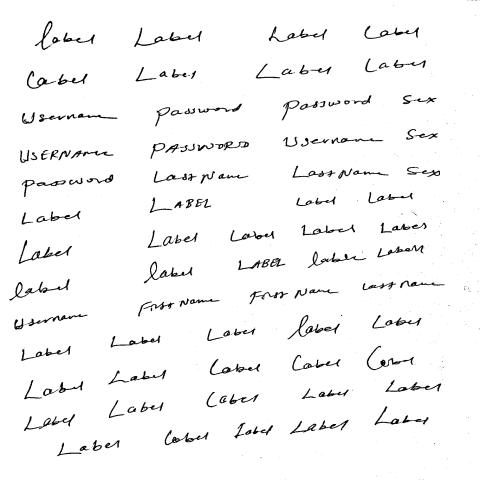 label Label Label Label
Label Label Label Label
Username Password Password Sex
USERNAME PASSWORD Username Sex
Password Last Name Last Name Sex
Label LABEL Label Label
Label Label Label Label Label
label label LABEL label Label
Username First Name First Name Last Name
Label Label Label label Label
Label Label Label Label Label
Label Label Label Label Label
Label Label Label Label Label